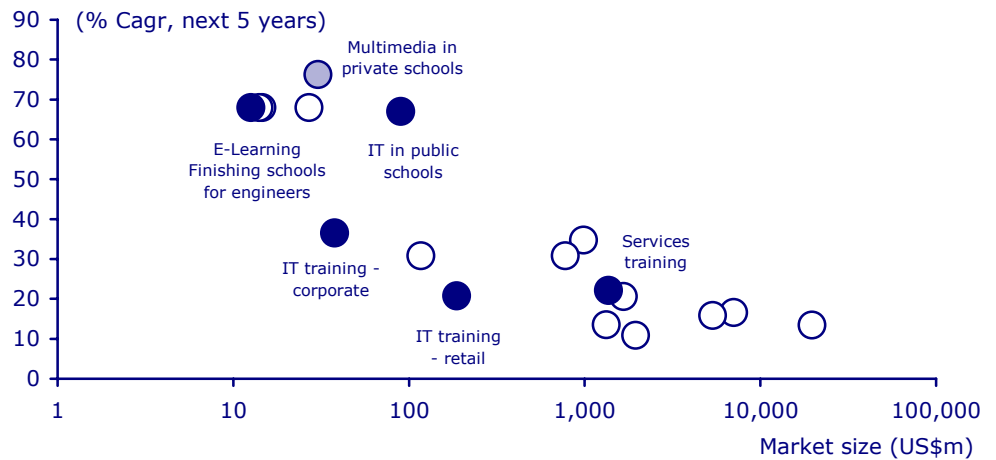 90
(% Cagr, next 5 years)
80
70
60
50
40
30
20
10
0
Multimedia in
private schools
E-Learning
Finishing schools
for engineers
IT in public
schools
IT training -
corporate
IT training
- retail
Services
training
1
10
100
1,000
10,000
100,000
Market size (US$m)